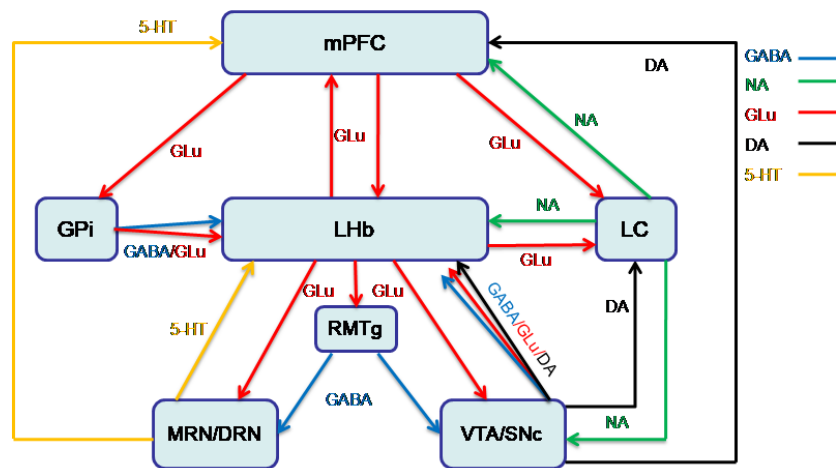 5-HT
mPFC
DA
GABA
NA
GLu
DA
5-HT
NA
GLu
GLu
GLu
GPi
GABA/GLu
LHb
NA
GLu
LC
5-HT
GLu
GLu
RMTg
GABA/GLu/DA
DA
GABA
MRN/DRN
VTA/SNc
NA